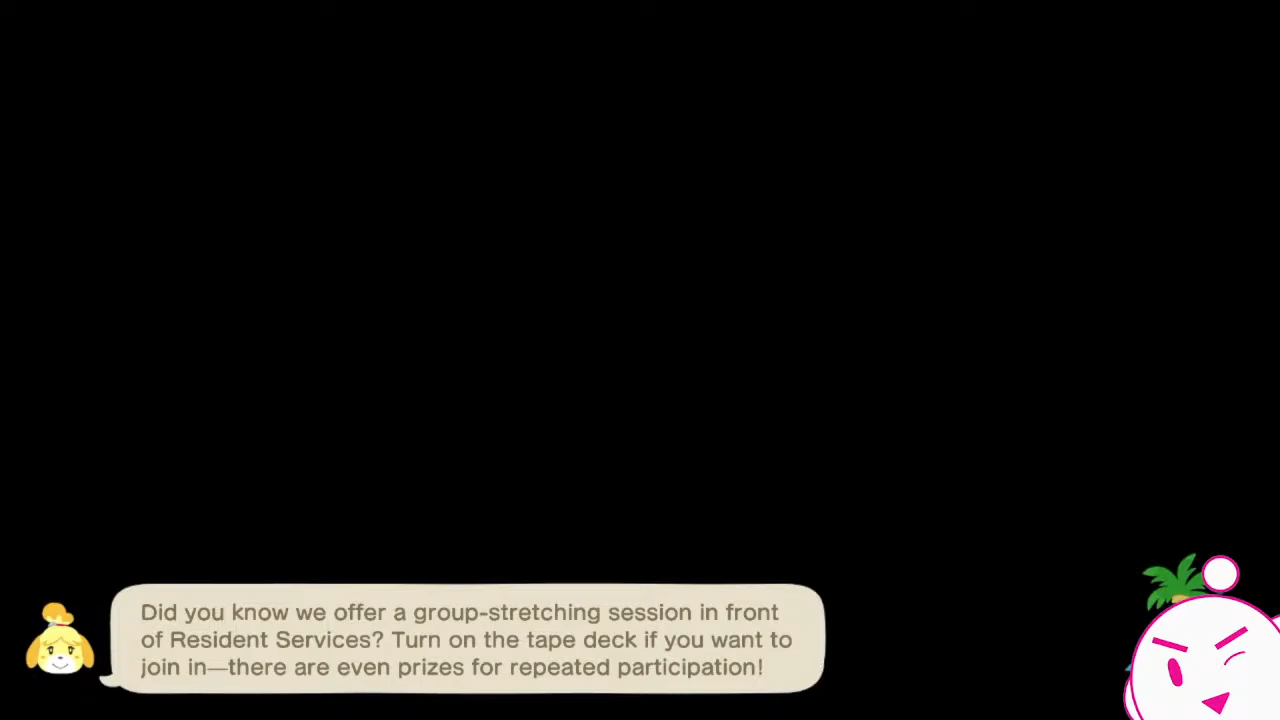 Did you know we offer a group-stretching session in front
of Resident Services? Turn on the tape deck if you want to
join in—there are even prizes for repeated participation!